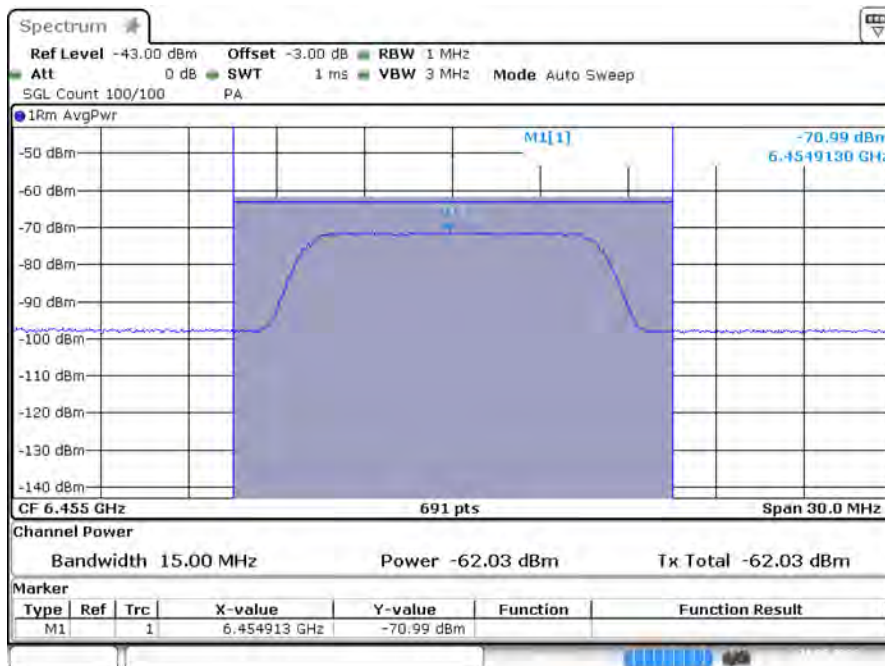 Spectrum
Ref Level -43.00 dBm Offset -3.00 dB RBW 1 MHz
Att 0 dB SWT 1 ms VBW 3 MHz Mode Auto Sweep
SGL Count 100/100 PA
1Rm AvgPwr
M1[1] -70.99 dBm
6.4549130 GHz
-50 dBm
-60 dBm
-70 dBm
-80 dBm
-90 dBm
-100 dBm
-110 dBm
-120 dBm
-130 dBm
-140 dBm
CF 6.455 GHz 691 pts Span 30.0 MHz
Channel Power
Bandwidth 15.00 MHz Power -62.03 dBm Tx Total -62.03 dBm
Marker
Type Ref Trc X-value Y-value Function Function Result
M1 1 6.454913 GHz -70.99 dBm